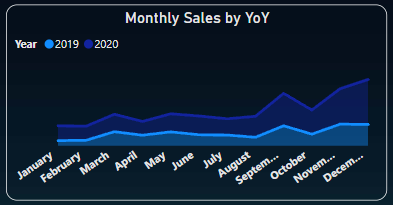 Monthly Sales by YoY
Year 2019 2020
January
February
March
April
May
June
July
August
Septem...
October
Novem...
Decem...